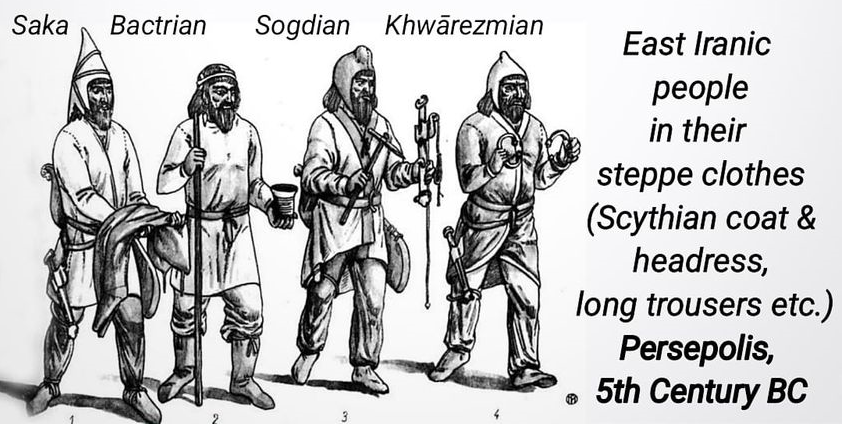 Saka Bactrian Sogdian Khwārezmian
East Iranic
people
in their
steppe clothes
(Scythian coat &
headress,
long trousers etc.)
Persepolis,
5th Century BC
1 2 3 4